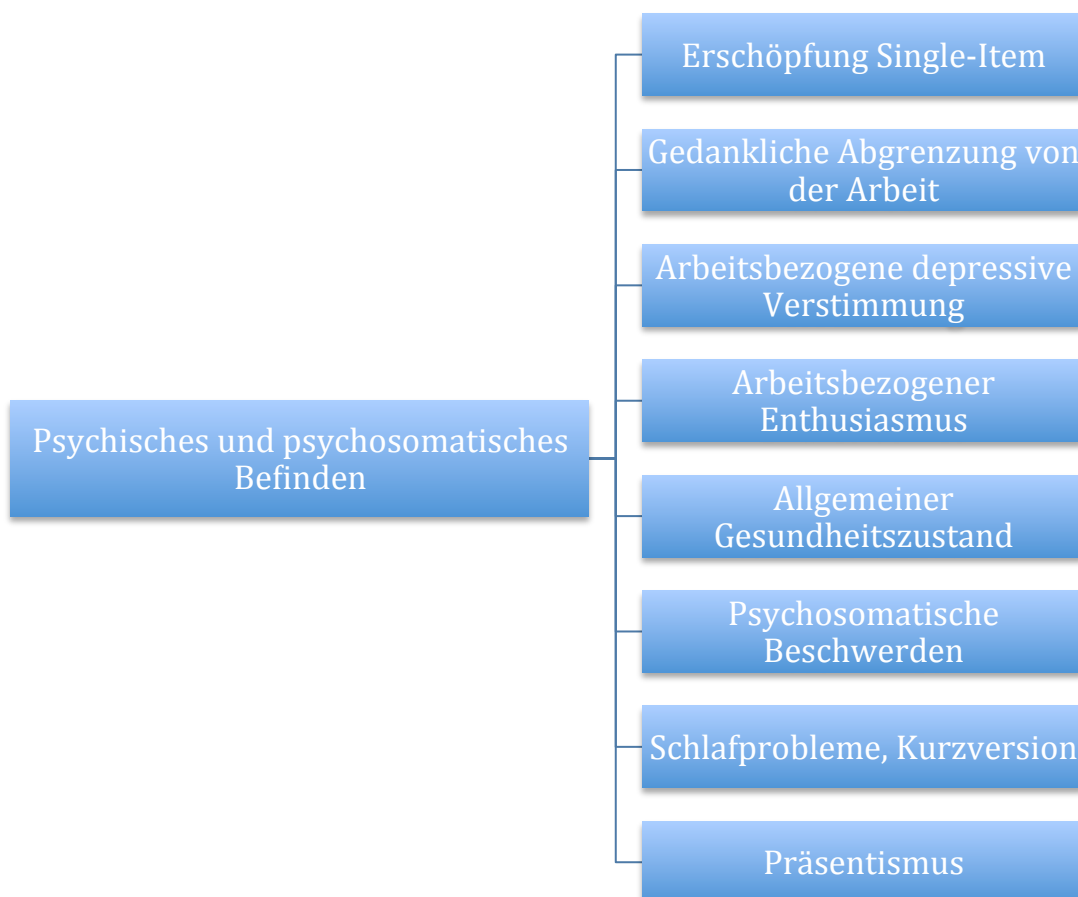 Erschöpfung Single-Item
Gedankliche Abgrenzung von
der Arbeit
Arbeitsbezogene depressive
Verstimmung
Arbeitsbezogener
Enthusiasmus
Psychisches und psychosomatisches
Befinden
Allgemeiner
Gesundheitszustand
Psychosomatische
Beschwerden
Schlafprobleme, Kurzversion
Präsentismus